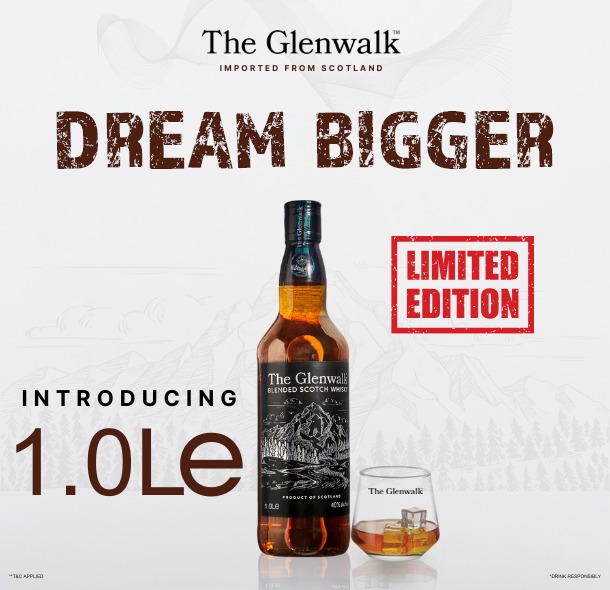 The Glenwalk™
IMPORTED FROM SCOTLAND
DREAM BIGGER
LIMITED
EDITION
The Glenwalk
BLENDED SCOTCH WHISKY
INTRODUCING
1.0Le
The Glenwalk
PRODUCT OF SCOTLAND
1.0Le
40%
**T&C APPLIED
*DRINK RESPONSIBLY